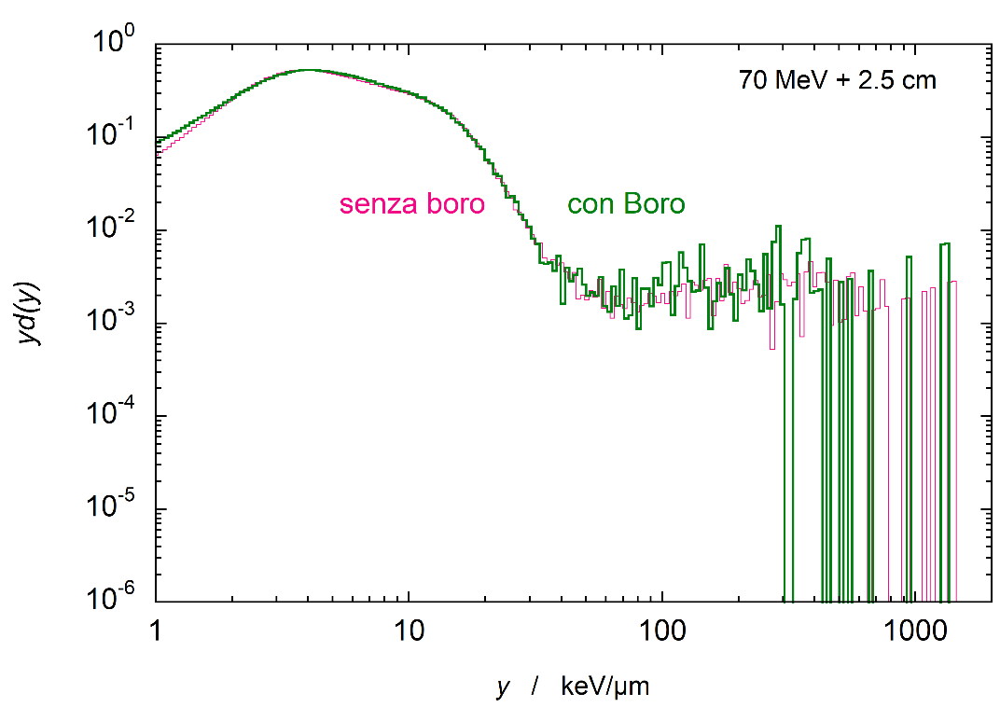 10^0
70 MeV + 2.5 cm
10^-1
senza boro
con Boro
10^-2
yd(y)
10^-3
10^-4
10^-5
10^-6
1
10
100
1000
y / keV/μm